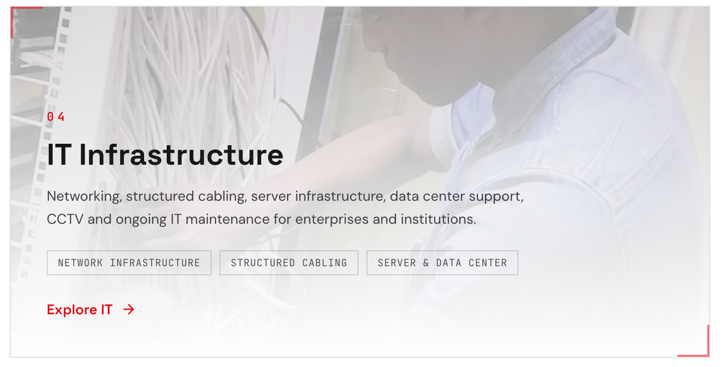 04
IT Infrastructure
Networking, structured cabling, server infrastructure, data center support,
CCTV and ongoing IT maintenance for enterprises and institutions.
NETWORK INFRASTRUCTURE
STRUCTURED CABLING
SERVER & DATA CENTER
Explore IT →